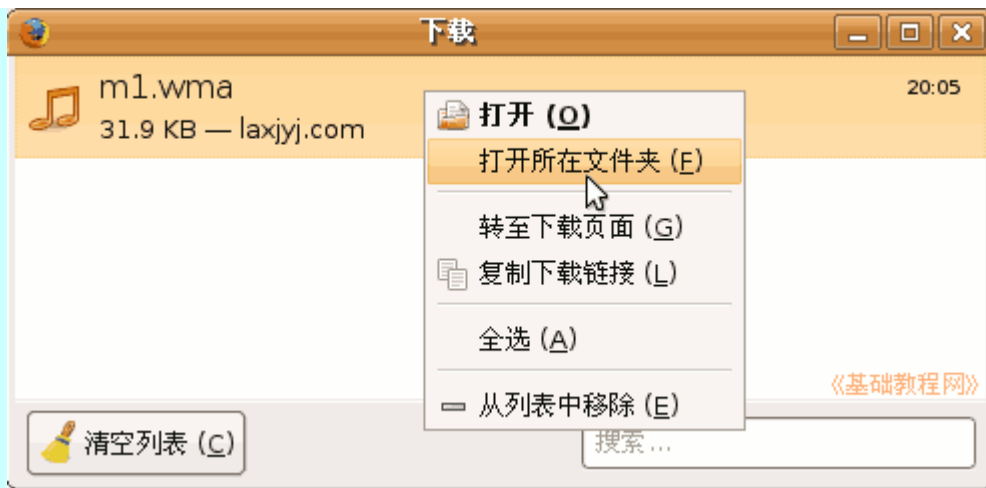 下载
m1.wma
20:05
31.9 KB — laxjyj.com
打开 (O)
打开所在文件夹 (F)
转至下载页面 (G)
复制下载链接 (L)
全选 (A)
从列表中移除 (E)
《基础教程网》
清空列表 (C)
搜索...